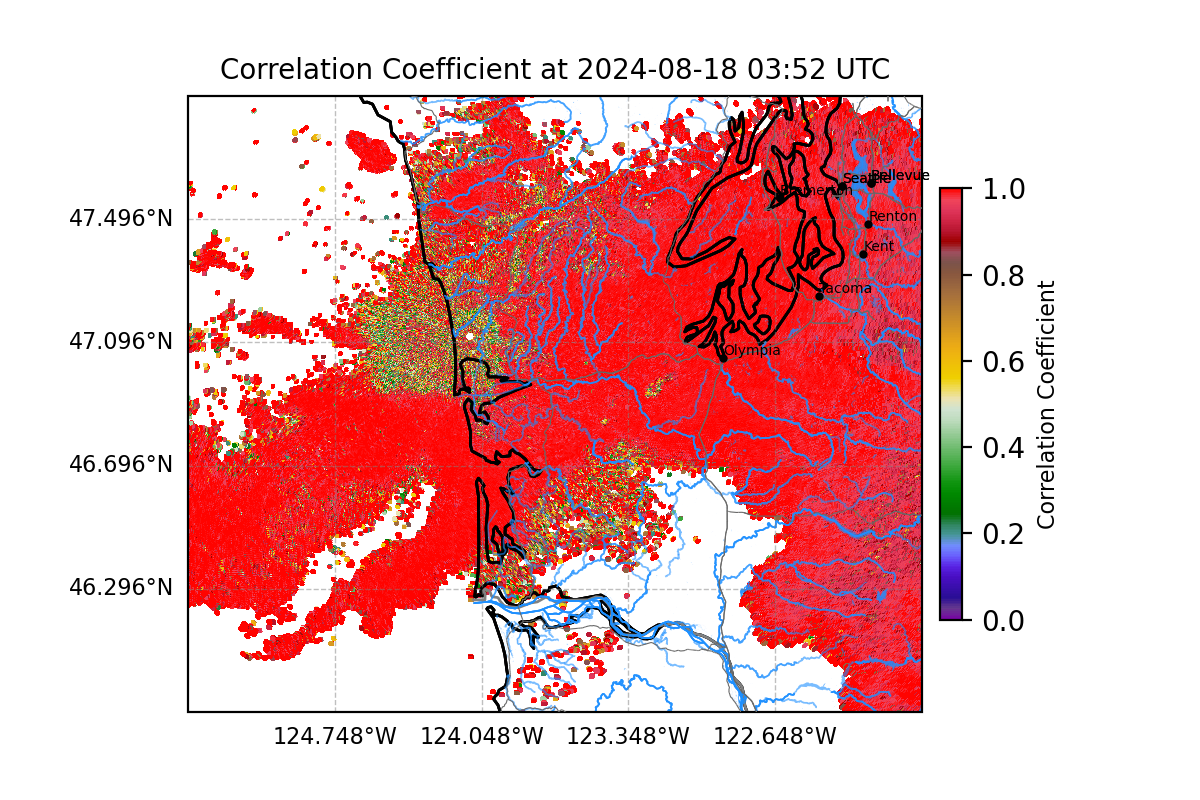 Correlation Coefficient at 2024-08-18 03:52 UTC
47.496°N
47.096°N
46.696°N
46.296°N
124.748°W
124.048°W
123.348°W
122.648°W
Seattle
Bellevue
Bremerton
Renton
Kent
Tacoma
Olympia
1.0
0.8
0.6
0.4
0.2
0.0
Correlation Coefficient